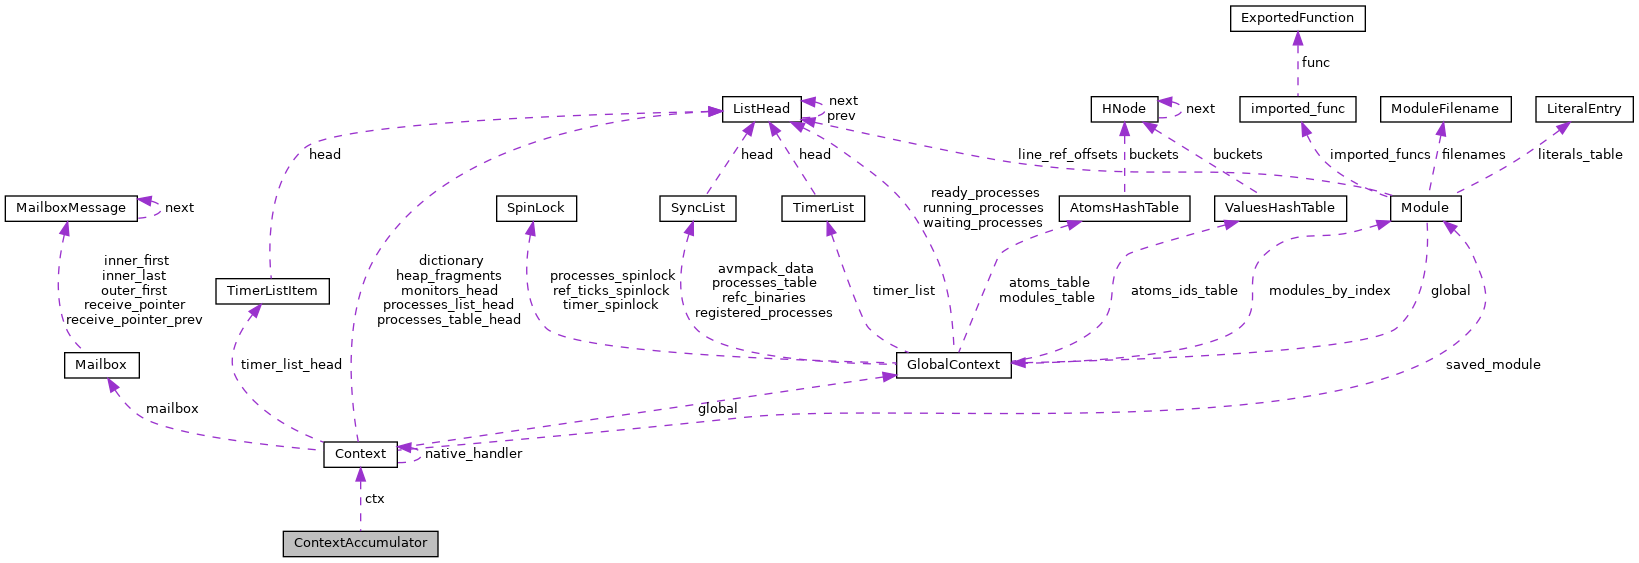 ExportedFunction
func
ListHead
next
prev
HNode
next
imported_func
ModuleFilename
LiteralEntry
head
head
head
line_ref_offsets
buckets
buckets
imported_funcs
filenames
literals_table
MailboxMessage
next
SpinLock
SyncList
TimerList
ready_processes
running_processes
waiting_processes
AtomsHashTable
ValuesHashTable
Module
inner_first
inner_last
outer_first
receive_pointer
receive_pointer_prev
TimerListItem
dictionary
heap_fragments
monitors_head
processes_list_head
processes_table_head
processes_spinlock
ref_ticks_spinlock
timer_spinlock
avmpack_data
processes_table
refc_binaries
registered_processes
timer_list
atoms_table
modules_table
atoms_ids_table
modules_by_index
global
Mailbox
timer_list_head
GlobalContext
saved_module
mailbox
global
Context
native_handler
ctx
ContextAccumulator